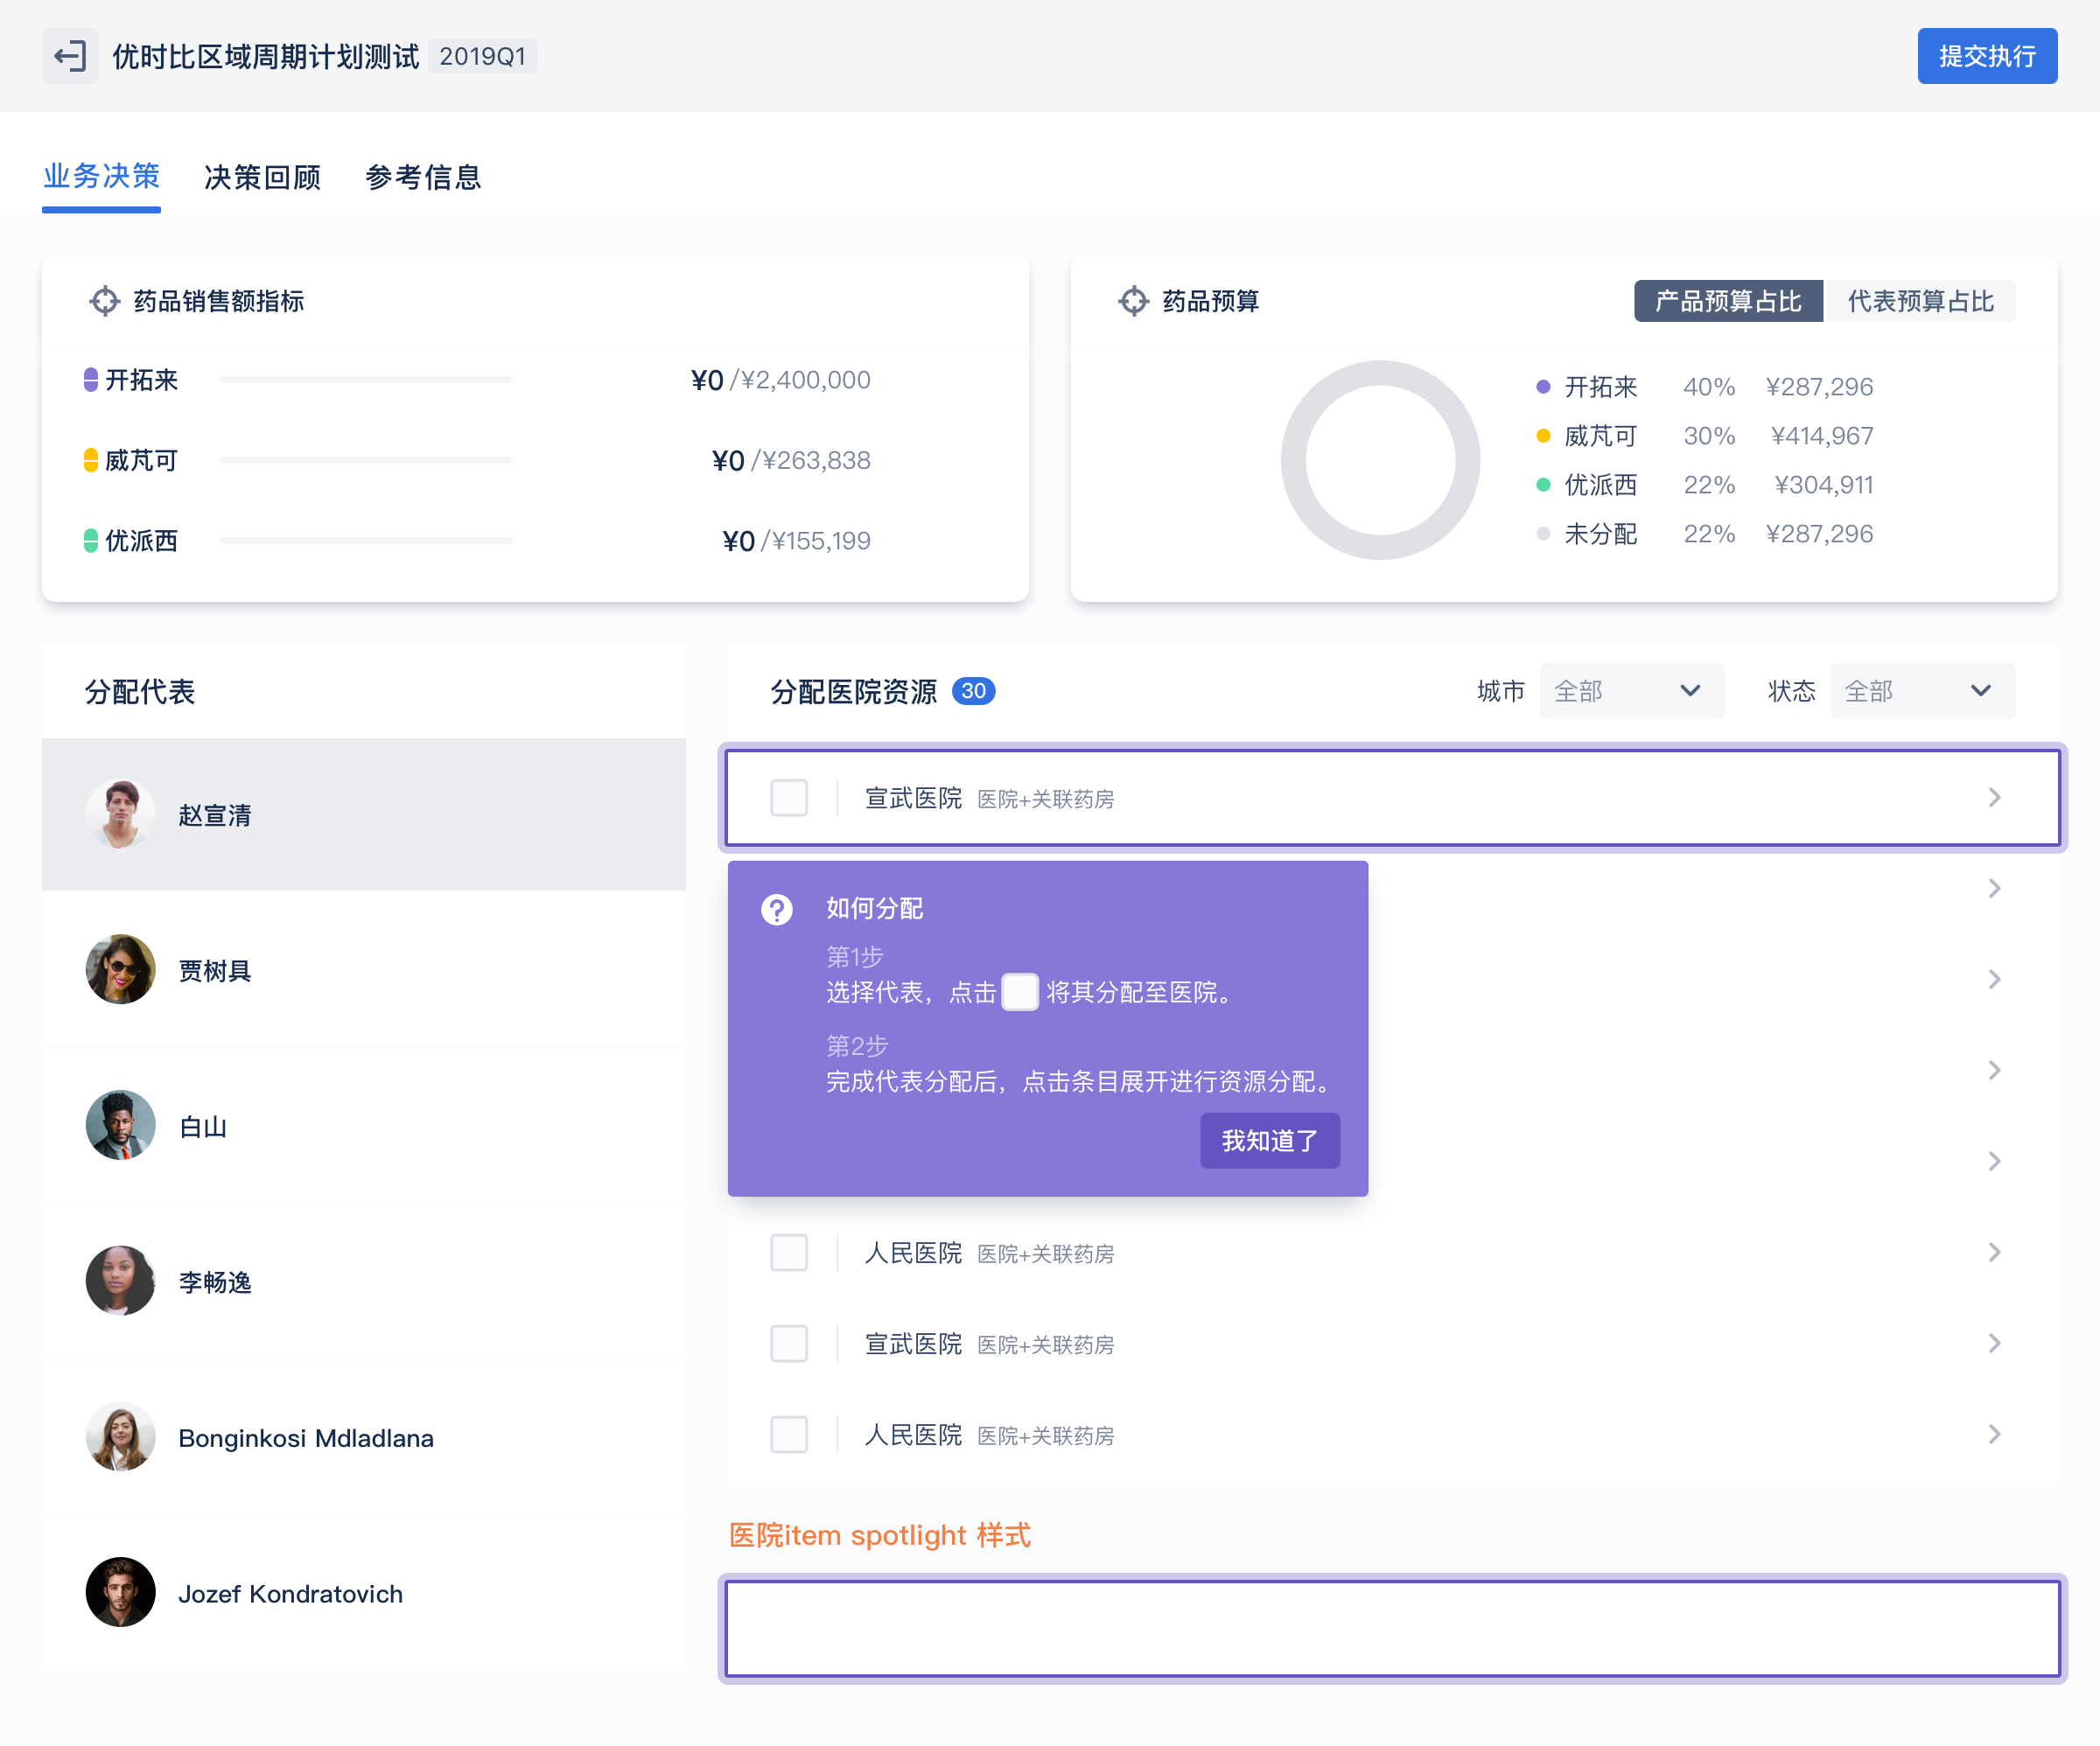 优时比区域周期计划测试 2019Q1
提交执行
业务决策 决策回顾 参考信息
药品销售额指标
开拓来 ¥0/¥2,400,000
威芃可 ¥0/¥263,838
优派西 ¥0/¥155,199
药品预算
产品预算占比 代表预算占比
开拓来 40% ¥287,296
威芃可 30% ¥414,967
优派西 22% ¥304,911
未分配 22% ¥287,296
分配代表
赵宣清
贾树具
白山
李畅逸
Bonginkosi Mdladlana
Jozef Kondratovich
分配医院资源 30
城市 全部 状态 全部
宣武医院 医院+关联药房
如何分配
第1步
选择代表，点击 将其分配至医院。
第2步
完成代表分配后，点击条目展开进行资源分配。
我知道了
人民医院 医院+关联药房
宣武医院 医院+关联药房
人民医院 医院+关联药房
医院item spotlight 样式